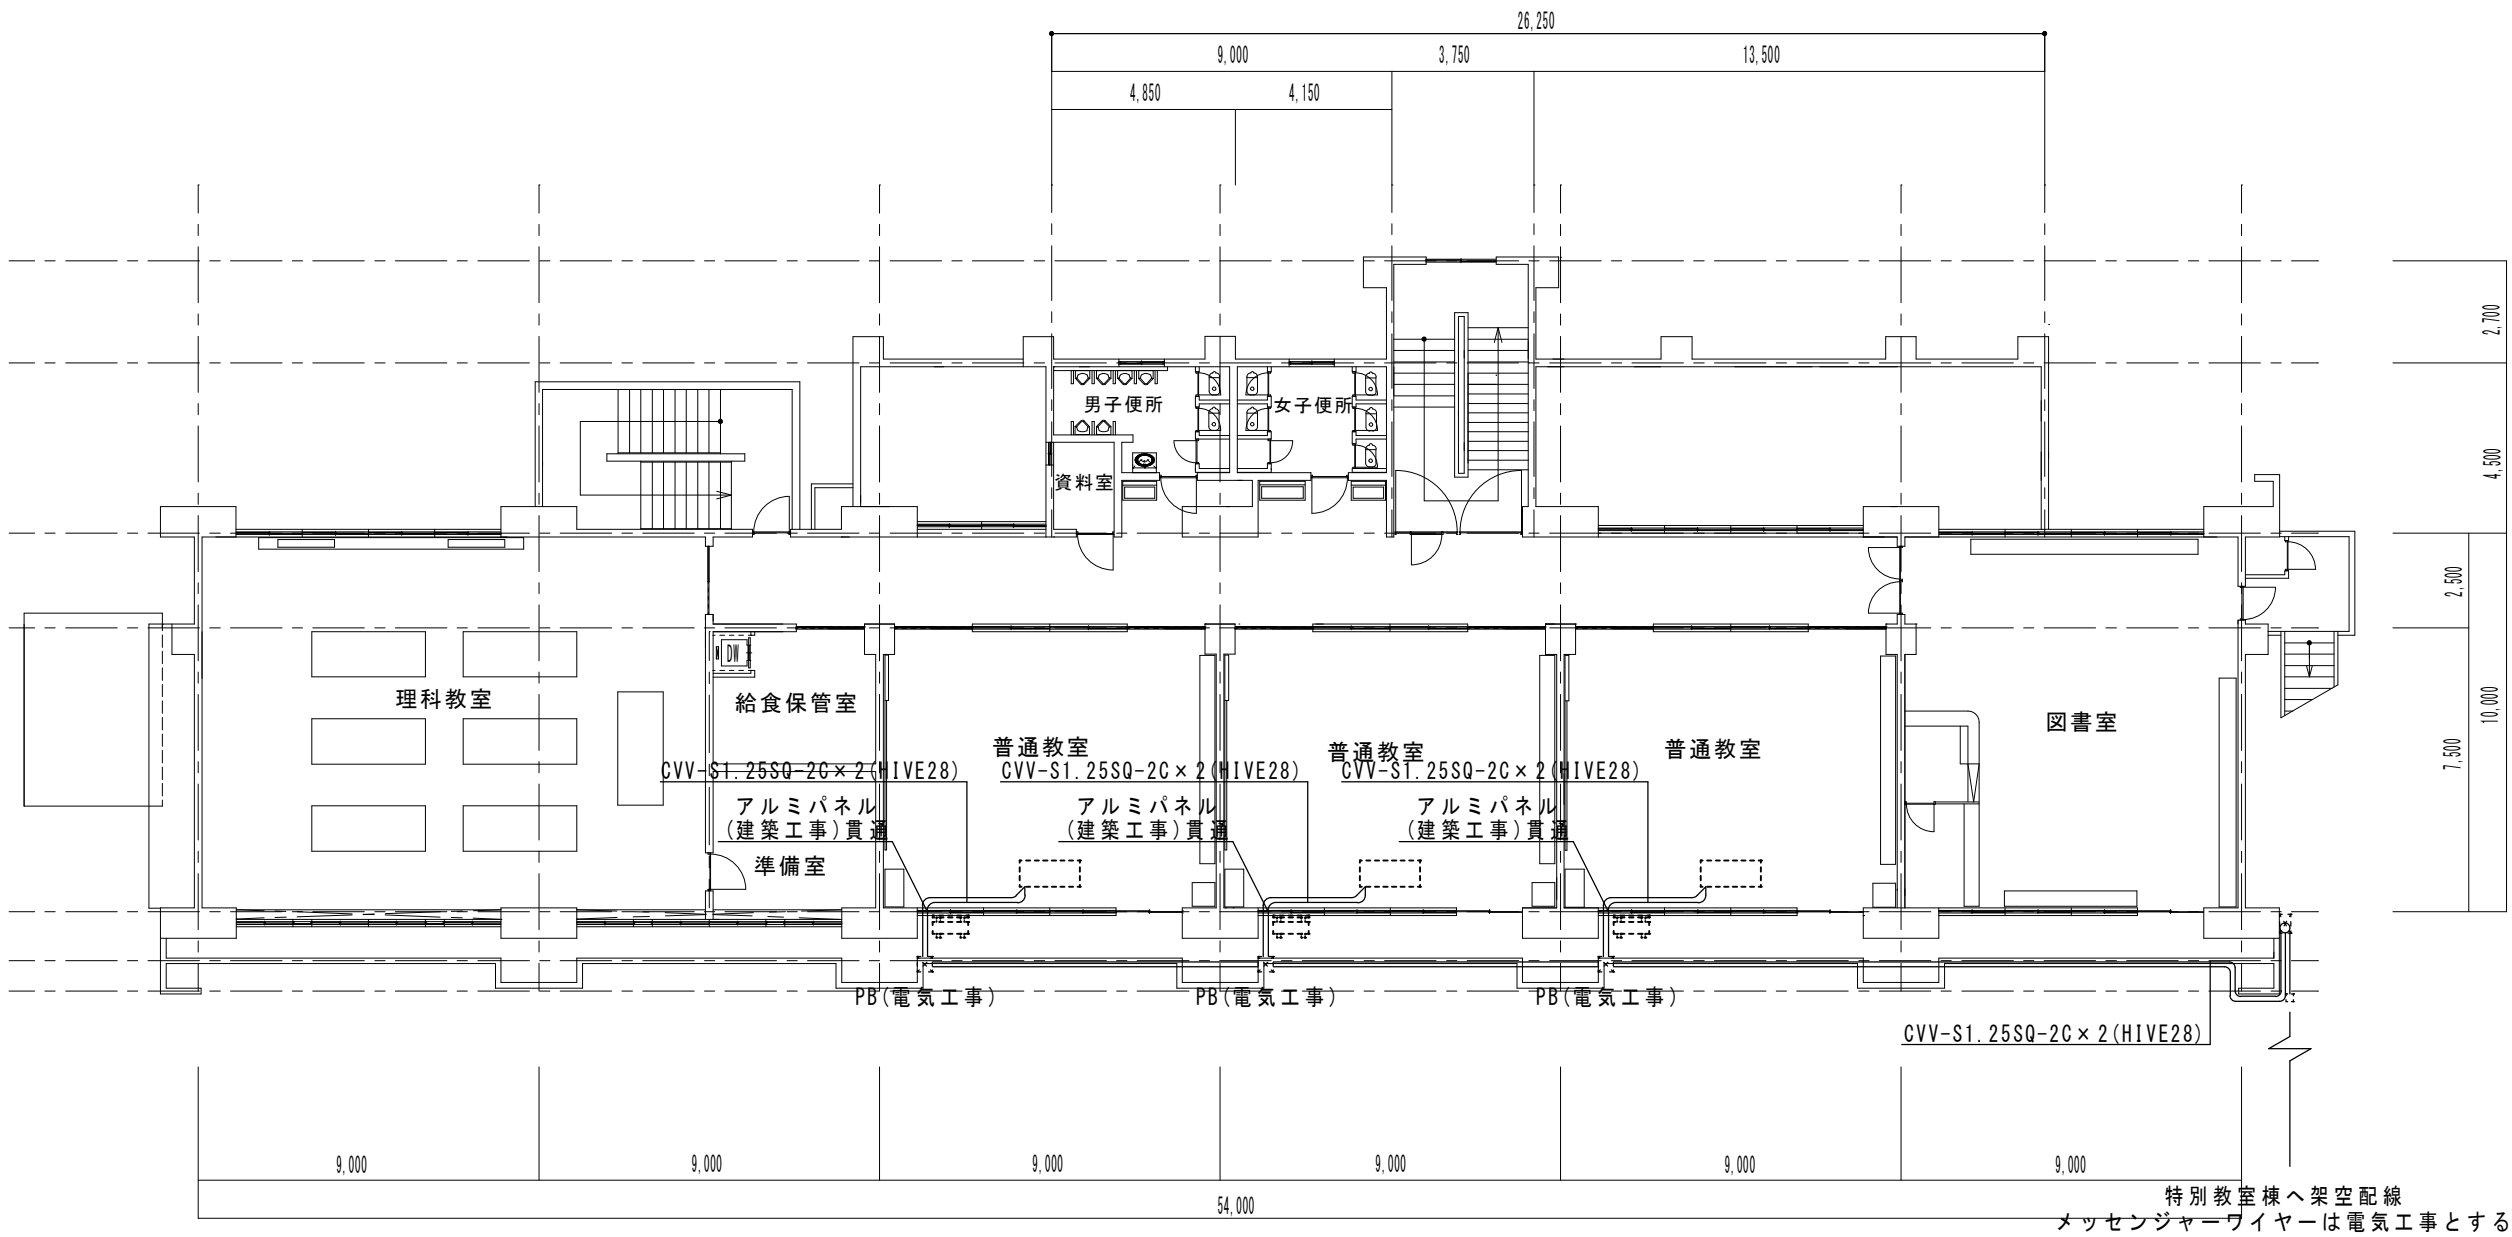 26,250
9,000
3,750
13,500
4,850
4,150
2,700
男子便所
女子便所
4,500
資料室
2,500
DW
理科教室
給食保管室
図書室
10,000
普通教室
普通教室
普通教室
7,500
CVV-S1.25SQ-2C×2(HIVE28)
CVV-S1.25SQ-2C×2(HIVE28)
CVV-S1.25SQ-2C×2(HIVE28)
アルミパネル
(建築工事)貫通
アルミパネル
(建築工事)貫通
アルミパネル
(建築工事)貫通
準備室
PB(電気工事)
PB(電気工事)
PB(電気工事)
CVV-S1.25SQ-2C×2(HIVE28)
9,000
9,000
9,000
9,000
9,000
9,000
54,000
特別教室棟へ架空配線
メッセンジャーワイヤーは電気工事とする